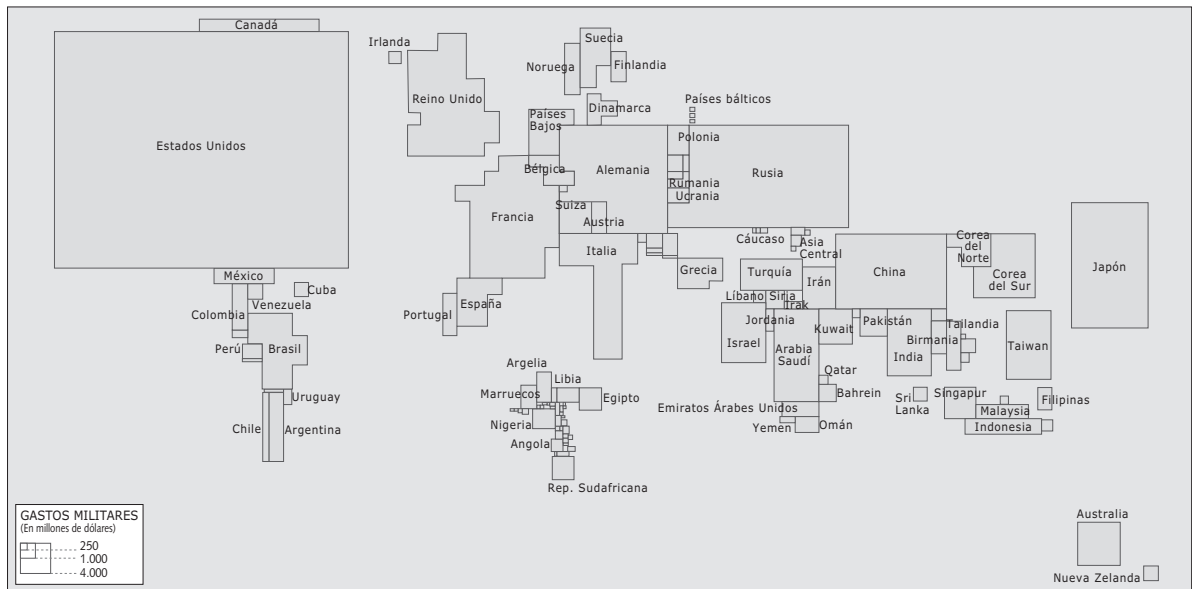 Canadá
Estados Unidos
México
Cuba
Venezuela
Colombia
Perú
Brasil
Uruguay
Chile
Argentina
Irlanda
Reino Unido
Suecia
Noruega
Finlandia
Dinamarca
Países
Bajos
Países bálticos
Polonia
Bélgica
Alemania
Rusia
Rumania
Ucrania
Suiza
Austria
Francia
Italia
Cáucaso
Asia
Central
Grecia
Turquía
Irán
China
Corea
del
Norte
Corea
del Sur
Japón
España
Portugal
Líbano
Siria
Irak
Jordania
Israel
Arabia
Saudí
Kuwait
Pakistán
India
Birmania
Tailandia
Taiwan
Argelia
Libia
Marruecos
Egipto
Nigeria
Angola
Rep. Sudafricana
Qatar
Bahrein
Emiratos Árabes Unidos
Yemen
Omán
Sri
Lanka
Singapur
Malaysia
Indonesia
Filipinas
Australia
Nueva Zelanda
GASTOS MILITARES
(En millones de dólares)
250
1.000
4.000